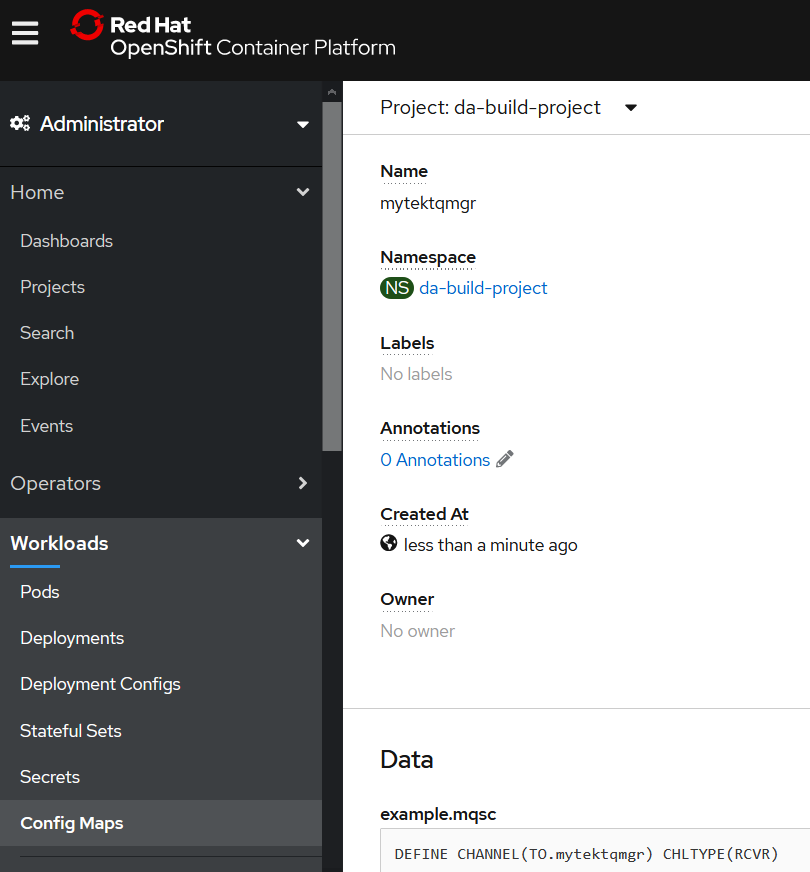 Red Hat
OpenShift Container Platform
Administrator
Home
Dashboards
Projects
Search
Explore
Events
Operators
Workloads
Pods
Deployments
Deployment Configs
Stateful Sets
Secrets
Config Maps
Project: da-build-project
Name
mytektqmgr
Namespace
NS da-build-project
Labels
No labels
Annotations
0 Annotations
Created At
less than a minute ago
Owner
No owner
Data
example.mqsc
DEFINE CHANNEL(TO.mytektqmgr) CHLTYPE(RCVR)